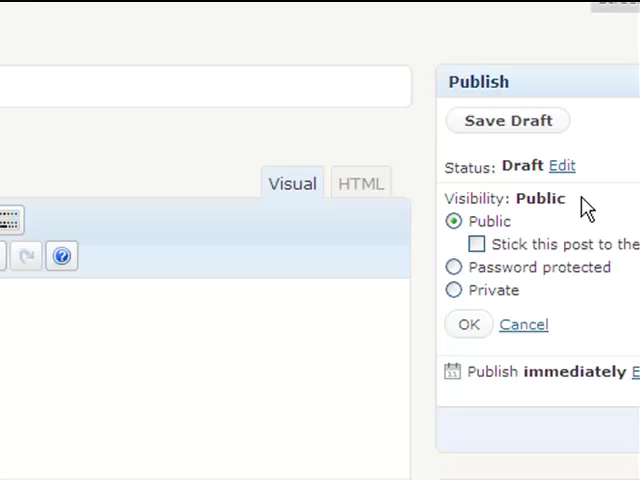 Publish
Save Draft
Visual
HTML
Status: Draft Edit
Visibility: Public
Public
Stick this post to the
Password protected
Private
OK
Cancel
Publish immediately E